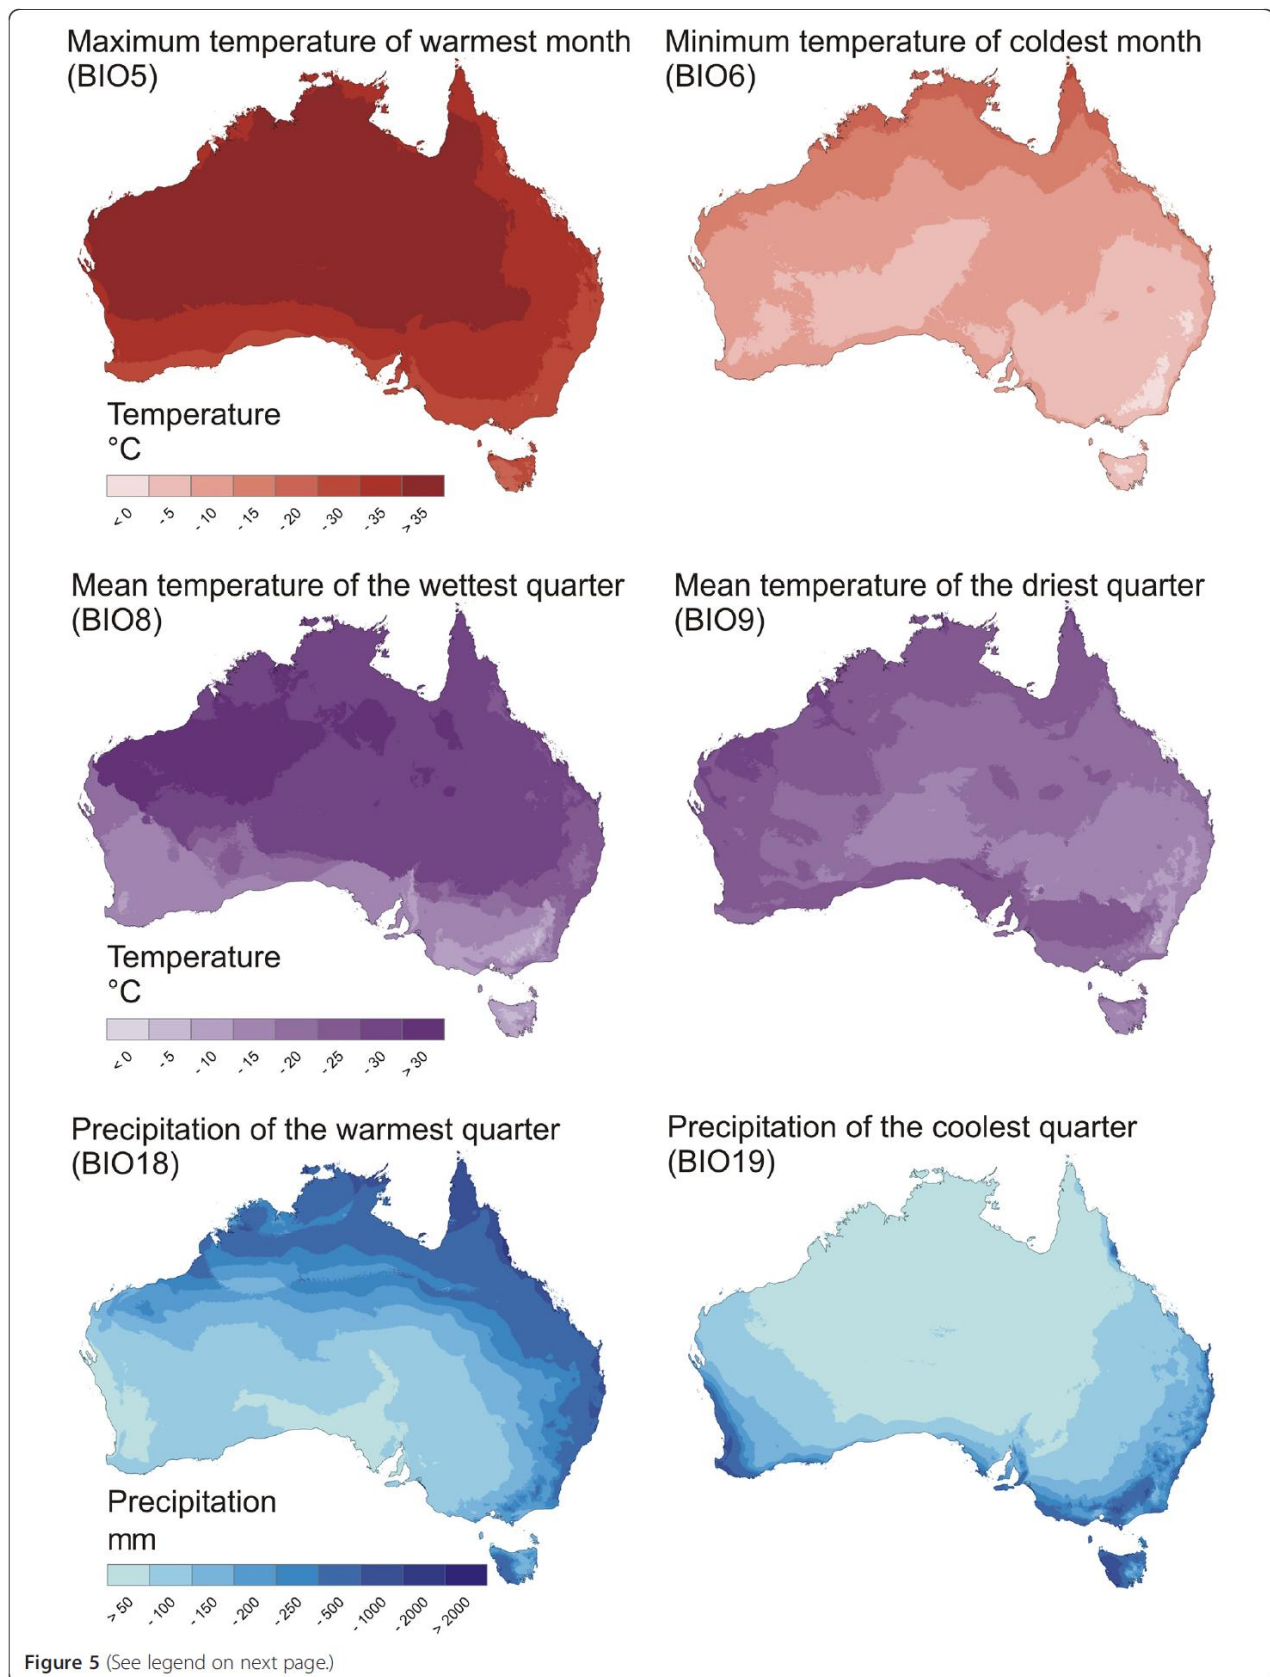 Maximum temperature of warmest month
(BIO5)
Minimum temperature of coldest month
(BIO6)
Temperature
°C
< 0
- 5
- 10
- 15
- 20
- 30
- 35
> 35
Mean temperature of the wettest quarter
(BIO8)
Mean temperature of the driest quarter
(BIO9)
Temperature
°C
< 0
- 5
- 10
- 15
- 20
- 25
- 30
> 30
Precipitation of the warmest quarter
(BIO18)
Precipitation of the coolest quarter
(BIO19)
Precipitation
mm
> 50
- 100
- 150
- 200
- 250
- 500
- 1000
- 2000
> 2000
Figure 5 (See legend on next page.)